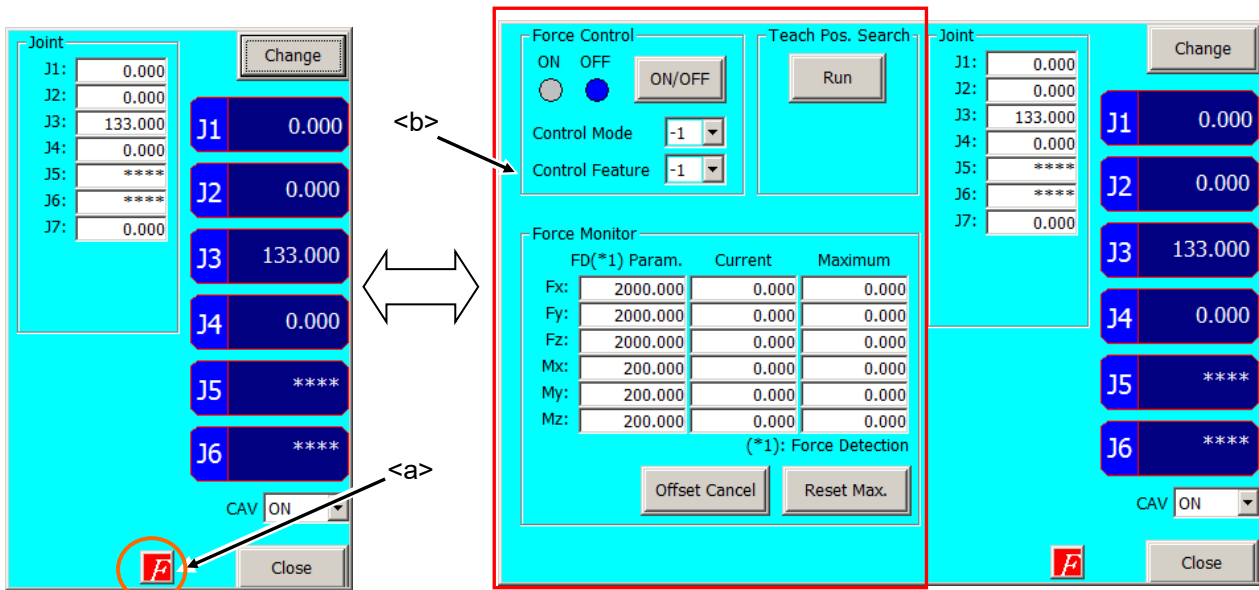 Joint
Change
J1: 0.000
J2: 0.000
J3: 133.000
J4: 0.000
J5: ****
J6: ****
J7: 0.000
J1 0.000
J2 0.000
J3 133.000
J4 0.000
J5 ****
J6 ****
CAV ON
F
Close
<a>
<b>
Force Control
ON OFF
ON/OFF
Control Mode -1
Control Feature -1
Teach Pos. Search
Run
Force Monitor
FD(*1) Param. Current Maximum
Fx: 2000.000 0.000 0.000
Fy: 2000.000 0.000 0.000
Fz: 2000.000 0.000 0.000
Mx: 200.000 0.000 0.000
My: 200.000 0.000 0.000
Mz: 200.000 0.000 0.000
(*1): Force Detection
Offset Cancel Reset Max.
Joint
Change
J1: 0.000
J2: 0.000
J3: 133.000
J4: 0.000
J5: ****
J6: ****
J7: 0.000
J1 0.000
J2 0.000
J3 133.000
J4 0.000
J5 ****
J6 ****
CAV ON
F
Close